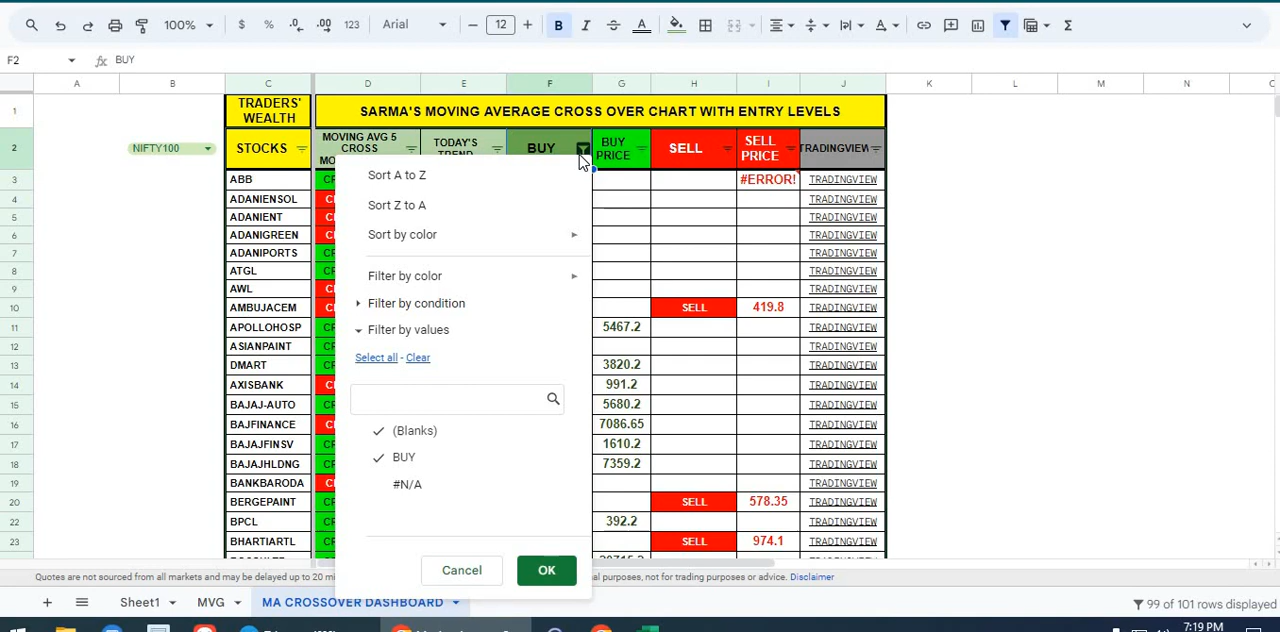 100%
$
%
.0
.00
123
Arial
12
B
I
A
A
Σ
F2
fx
BUY
A
B
C
D
E
F
G
H
I
J
K
L
M
N
1
TRADERS'
WEALTH
SARMA'S MOVING AVERAGE CROSS OVER CHART WITH ENTRY LEVELS
2
NIFTY100
STOCKS
MOVING AVG 5
CROSS
TODAY'S
TREND
BUY
BUY
PRICE
SELL
SELL
PRICE
TRADINGVIEW
3 ABB #ERROR! TRADINGVIEW
4 ADANIENSOL TRADINGVIEW
5 ADANIENT TRADINGVIEW
6 ADANIGREEN TRADINGVIEW
7 ADANIPORTS TRADINGVIEW
8 ATGL TRADINGVIEW
9 AWL TRADINGVIEW
10 AMBUJACEM SELL 419.8 TRADINGVIEW
11 APOLLOHOSP 5467.2 TRADINGVIEW
12 ASIANPAINT TRADINGVIEW
13 DMART 3820.2 TRADINGVIEW
14 AXISBANK 991.2 TRADINGVIEW
15 BAJAJ-AUTO 5680.2 TRADINGVIEW
16 BAJFINANCE 7086.65 TRADINGVIEW
17 BAJAJFINSV 1610.2 TRADINGVIEW
18 BAJAJHLDNG 7359.2 TRADINGVIEW
19 BANKBARODA TRADINGVIEW
20 BERGEPAINT SELL 578.35 TRADINGVIEW
22 BPCL 392.2 TRADINGVIEW
23 BHARTIARTL SELL 974.1 TRADINGVIEW
Sort A to Z
Sort Z to A
Sort by color
Filter by color
Filter by condition
Filter by values
Select all - Clear
(Blanks)
BUY
#N/A
Cancel
OK
Quotes are not sourced from all markets and may be delayed up to 20 mi
nal purposes, not for trading purposes or advice. Disclaimer
Sheet1
MVG
MA CROSSOVER DASHBOARD
99 of 101 rows displayed
7:19 PM